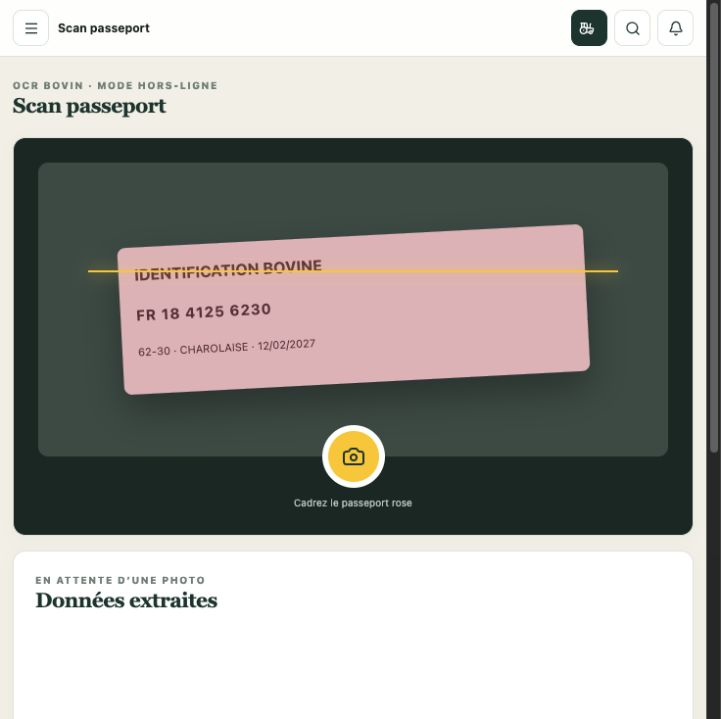 Scan passeport
OCR BOVIN · MODE HORS-LIGNE
Scan passeport
IDENTIFICATION BOVINE
FR 18 4125 6230
62-30 · CHAROLAISE · 12/02/2027
Cadrez le passeport rose
EN ATTENTE D'UNE PHOTO
Données extraites